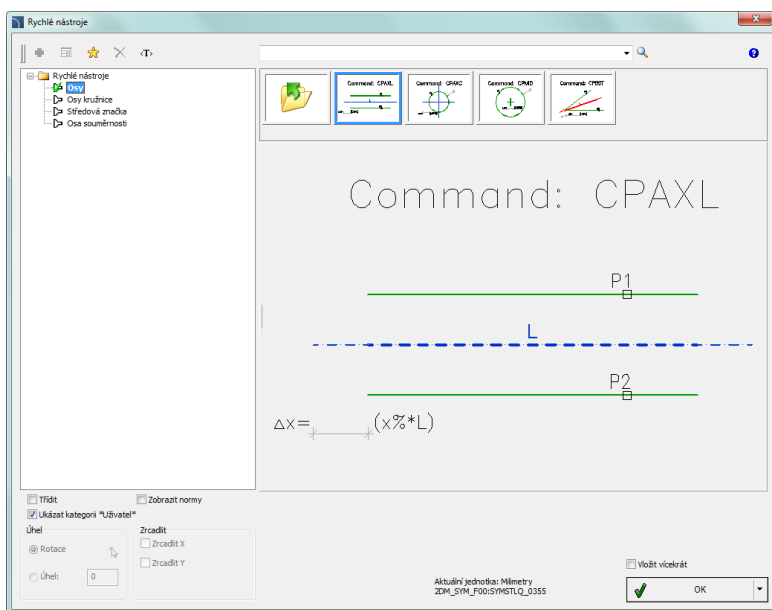 Rychlé nástroje
‹T›
Rychlé nástroje
Osy
Osy kružnice
Středová značka
Osa souměrnosti
Command: CPAXL
Command: CPAXC
Command: CPMID
Command: CPBST
Command: CPAXL
P1
L
P2
Δx= (x%*L)
Třídit
Zobrazit normy
Ukázat kategorii *Uživatel*
Úhel
Zrcadlit
Rotace
Zrcadlit X
Úhel: 0
Zrcadlit Y
Vložit vícekrát
Aktuální jednotka: Milimetry
2DM_SYM_F00:SYMSTLQ_0355
OK